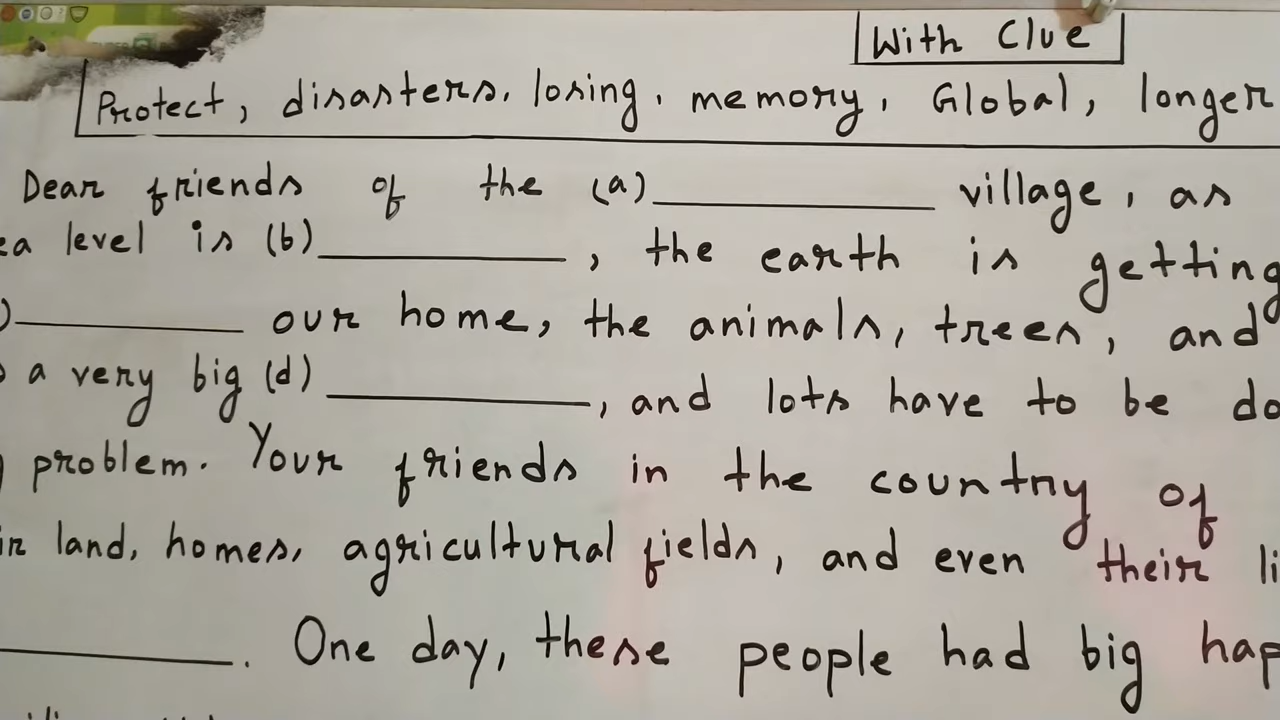 With Clue
Protect, disasters, losing, memory, Global, longer
Dear friends of the (a)__________ village, as
level is (b)__________, the earth is getting
__________ our home, the animals, trees, and
a very big (d)__________, and lots have to be
problem. Your friends in the country of
land, homes, agricultural fields, and even their
__________. One day, these people had big